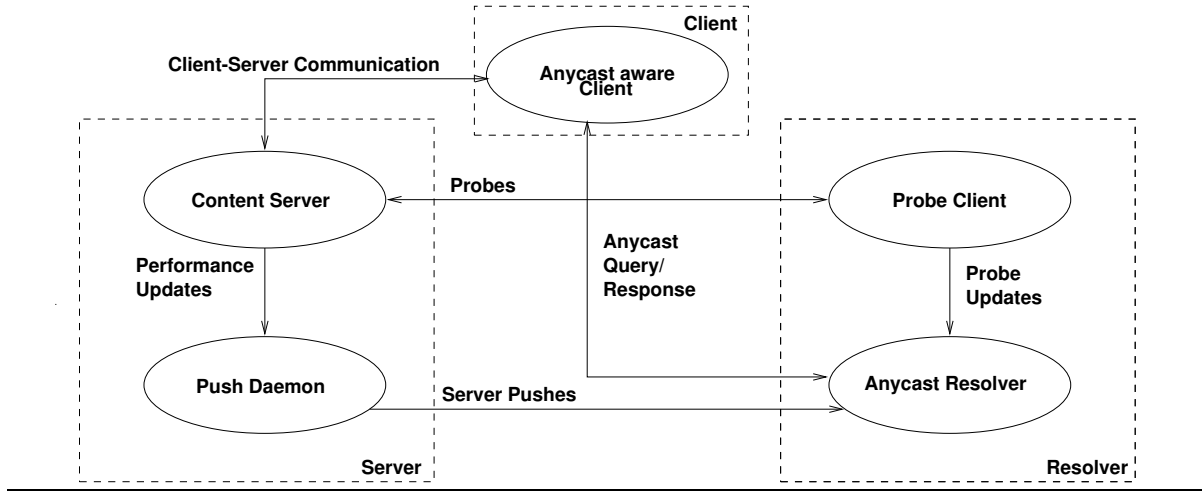 Client
Client-Server Communication
Anycast aware
Client
Content Server
Probes
Probe Client
Performance
Updates
Anycast
Query/
Response
Probe
Updates
Push Daemon
Server Pushes
Anycast Resolver
Server
Resolver